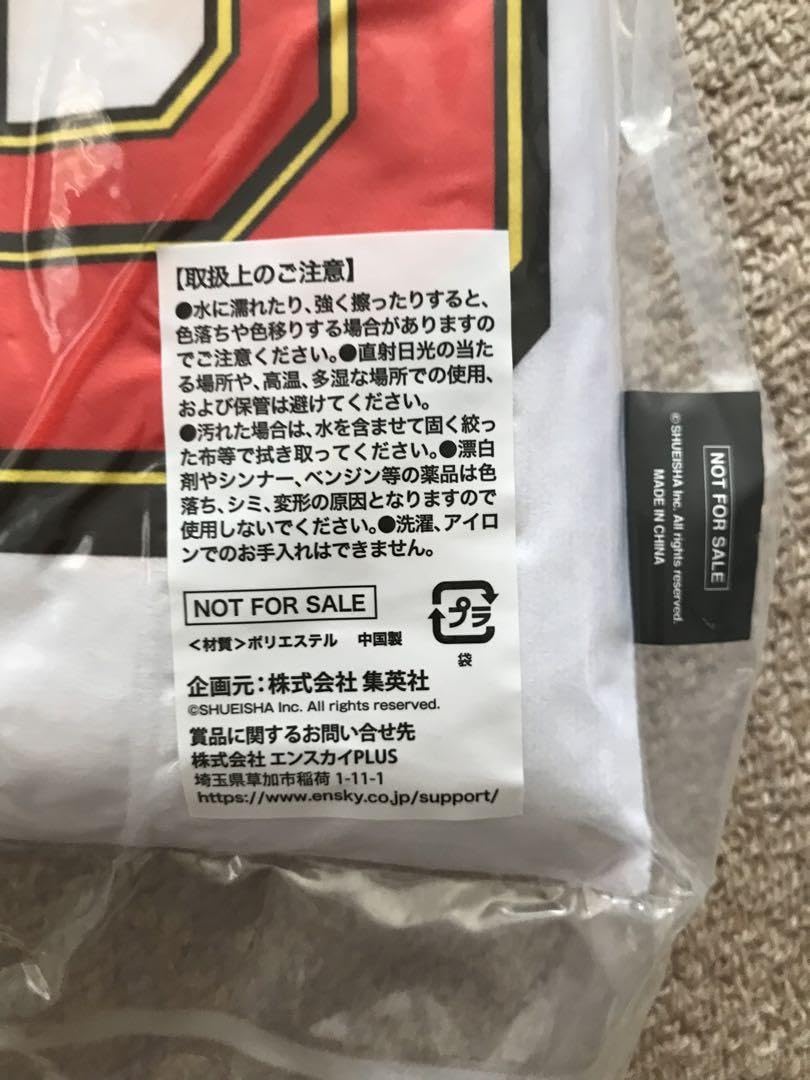 【取扱上のご注意】
●水に濡れたり、強く擦ったりすると、
色落ちや色移りする場合がありますの
でご注意ください。●直射日光の当た
る場所や、高温、多湿な場所での使用、
および保管は避けてください。
●汚れた場合は、水を含ませて固く絞っ
た布等で拭き取ってください。●漂白
剤やシンナー、ベンジン等の薬品は色
落ち、シミ、変形の原因となりますので
使用しないでください。●洗濯、アイロ
ンでのお手入れはできません。
NOT FOR SALE
プラ
<材質>ポリエステル 中国製
袋
企画元：株式会社 集英社
©SHUEISHA Inc. All rights reserved.
賞品に関するお問い合せ先
株式会社 エンスカイPLUS
埼玉県草加市稲荷 1-11-1
https://www.ensky.co.jp/support/
NOT FOR SALE
©SHUEISHA Inc. All rights reserved.
MADE IN CHINA